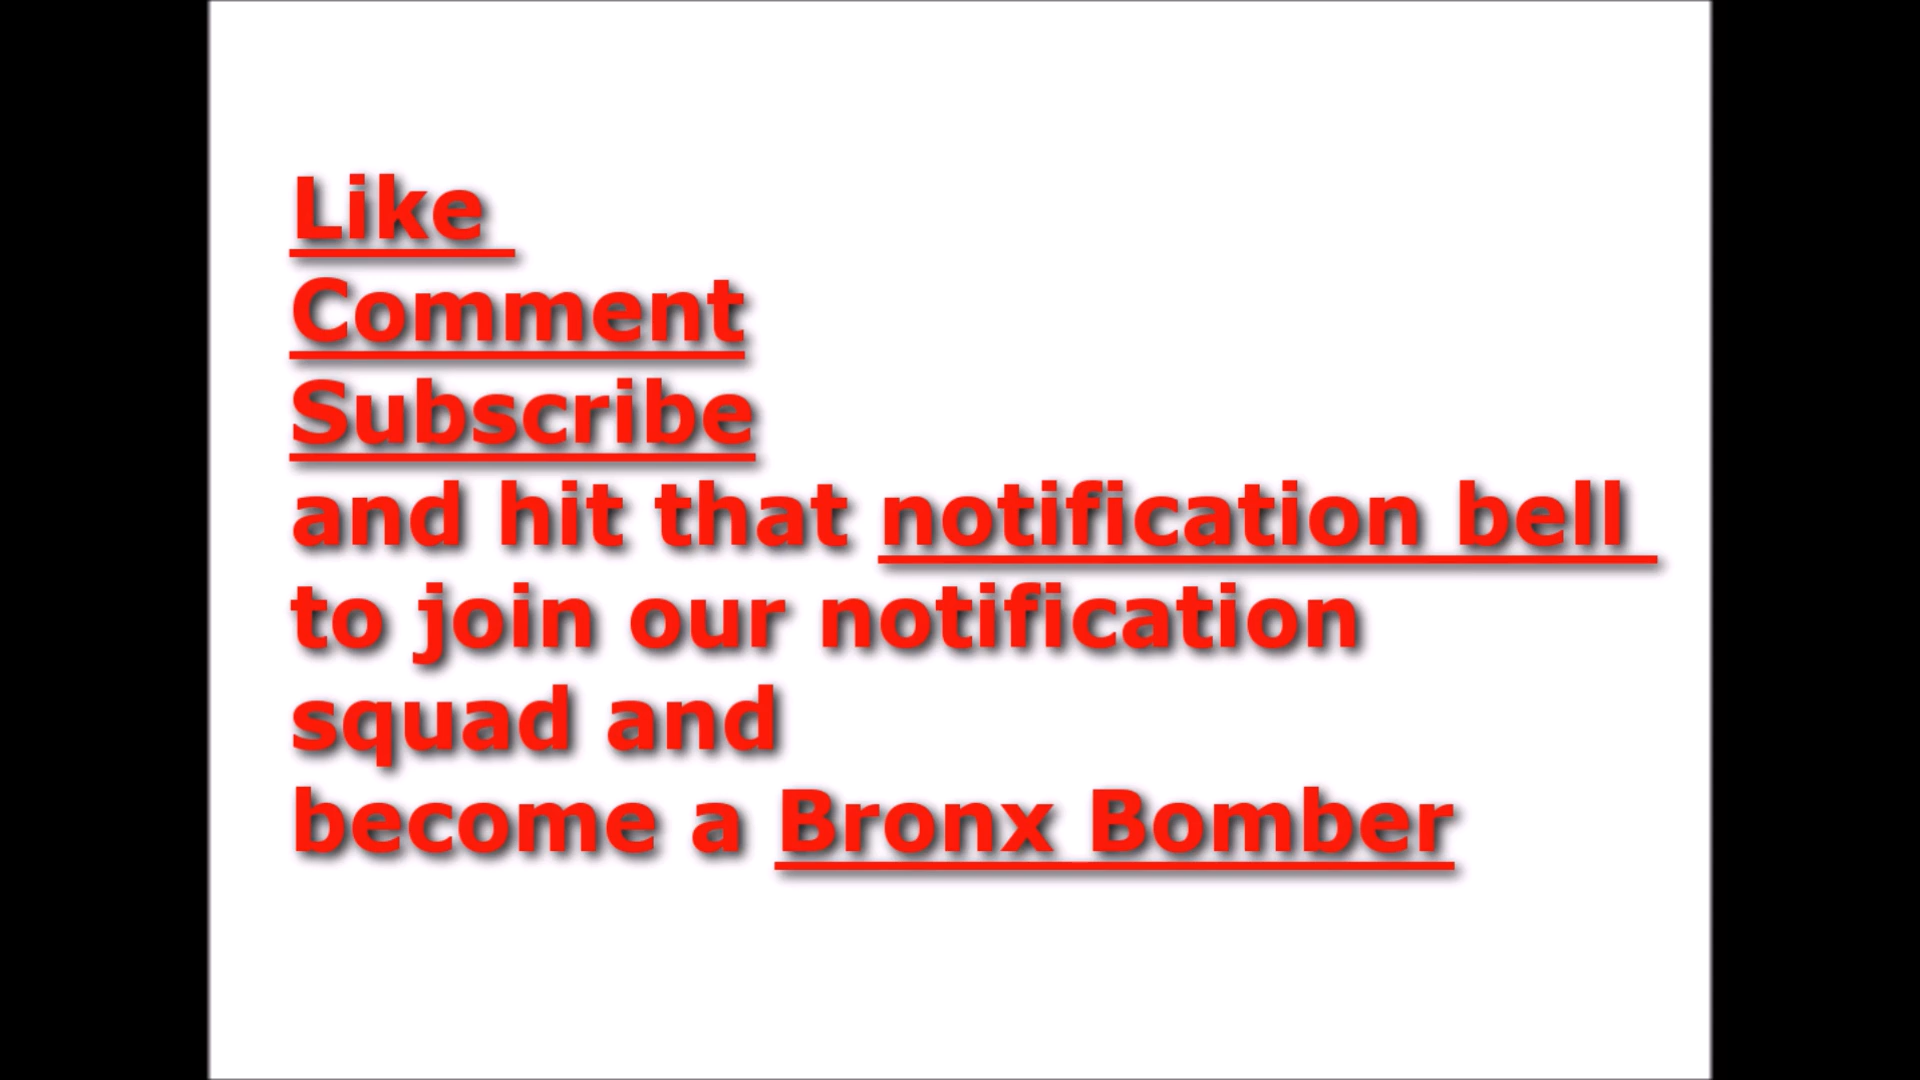 Like
Comment
Subscribe
and hit that notification bell
to join our notification
squad and
become a Bronx Bomber